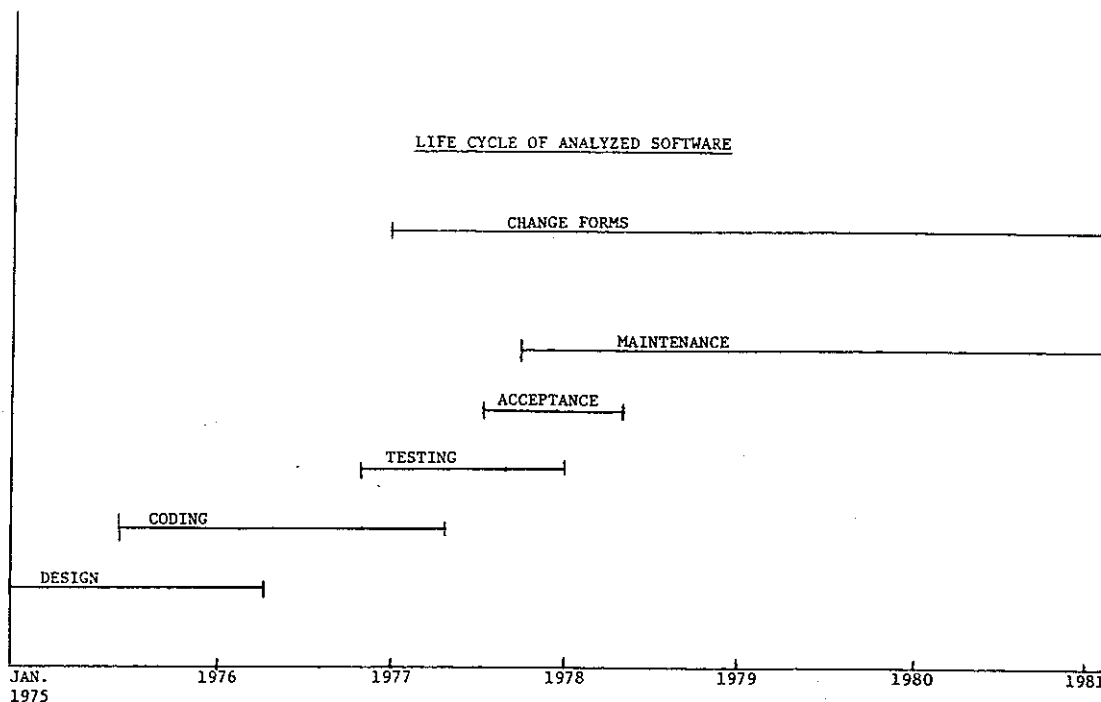 LIFE CYCLE OF ANALYZED SOFTWARE
CHANGE FORMS
MAINTENANCE
ACCEPTANCE
TESTING
CODING
DESIGN
JAN. 1976 1977 1978 1979 1980 1981
1975